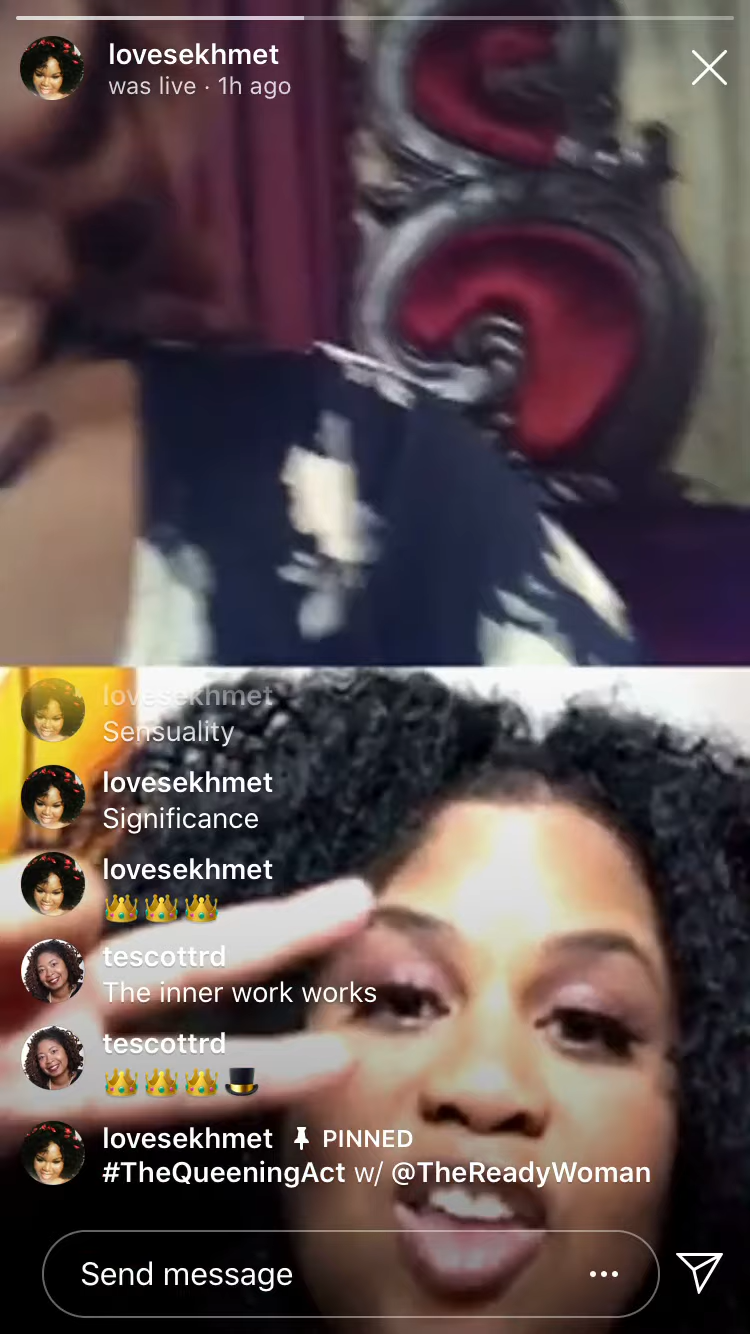 lovesekhmet
was live · 1h ago
lovesekhmet
Sensuality
lovesekhmet
Significance
lovesekhmet
👑👑👑
tescottrd
The inner work works
tescottrd
👑👑👑🎩
lovesekhmet 📌 PINNED
#TheQueeningAct w/ @TheReadyWoman
Send message